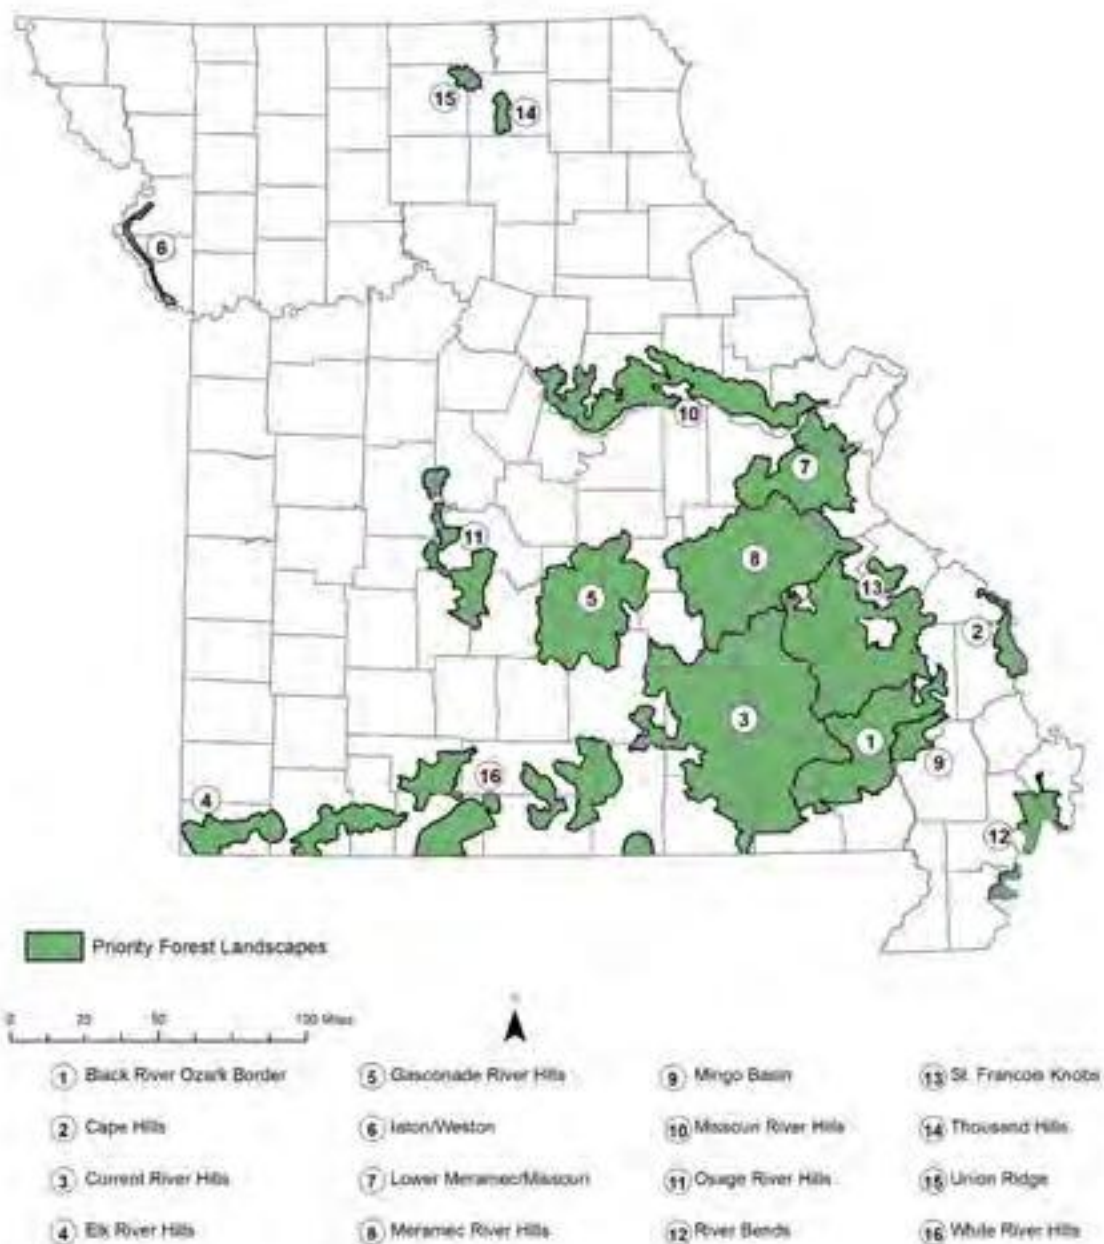 15
14
6
10
7
11
8
5
13
2
3
1
9
16
4
12
Priority Forest Landscapes
0 25 50 100 Miles
1 Black River Ozark Border
2 Cape Hills
3 Current River Hills
4 Elk River Hills
5 Gasconade River Hills
6 Iatan/Weston
7 Lower Meramec/Missouri
8 Meramec River Hills
9 Mingo Basin
10 Missouri River Hills
11 Osage River Hills
12 River Bends
13 St. Francois Knobs
14 Thousand Hills
15 Union Ridge
16 White River Hills